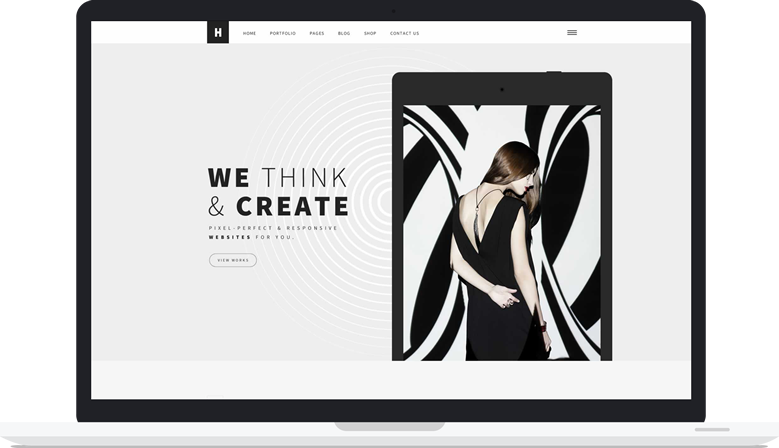 H
HOME PORTFOLIO PAGES BLOG SHOP CONTACT US
WE THINK
& CREATE
PIXEL-PERFECT & RESPONSIVE
WEBSITES FOR YOU.
VIEW WORKS